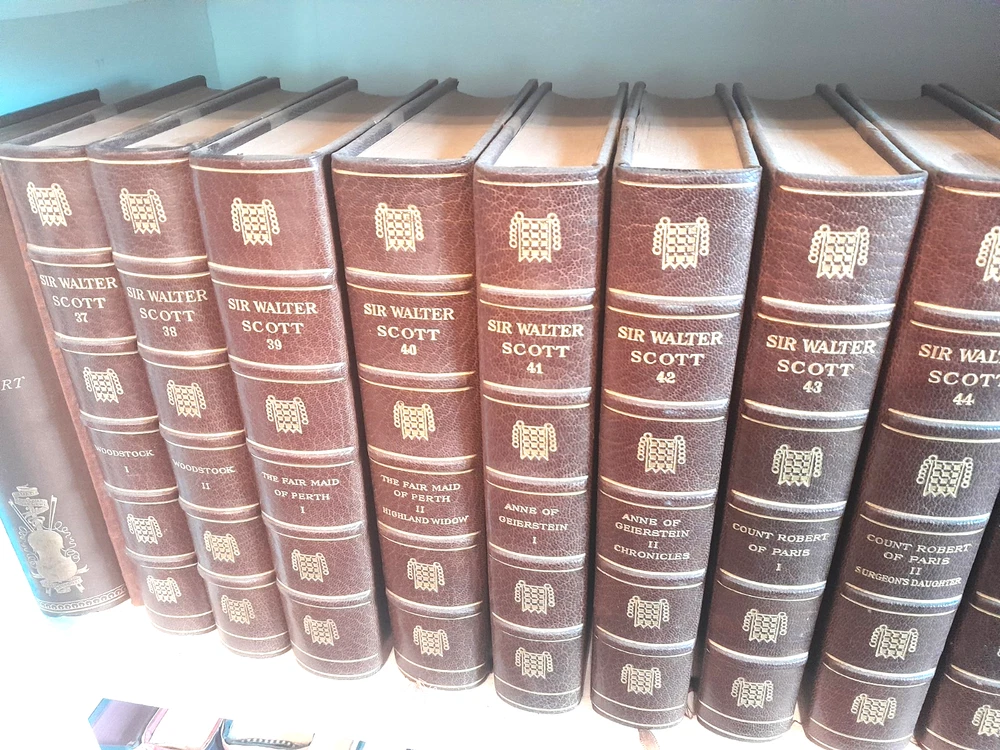 RT
SIR WALTER
SCOTT
37
WOODSTOCK
I
SIR WALTER
SCOTT
38
WOODSTOCK
II
SIR WALTER
SCOTT
39
THE FAIR MAID
OF PERTH
I
SIR WALTER
SCOTT
40
THE FAIR MAID
OF PERTH
II
HIGHLAND WIDOW
SIR WALTER
SCOTT
41
ANNE OF
GEIERSTEIN
I
SIR WALTER
SCOTT
42
ANNE OF
GEIERSTEIN
II
CHRONICLES
SIR WALTER
SCOTT
43
COUNT ROBERT
OF PARIS
I
SIR WAL
SCOT
44
COUNT ROBERT
OF PARIS
II
SURGEON'S DAUGHTER